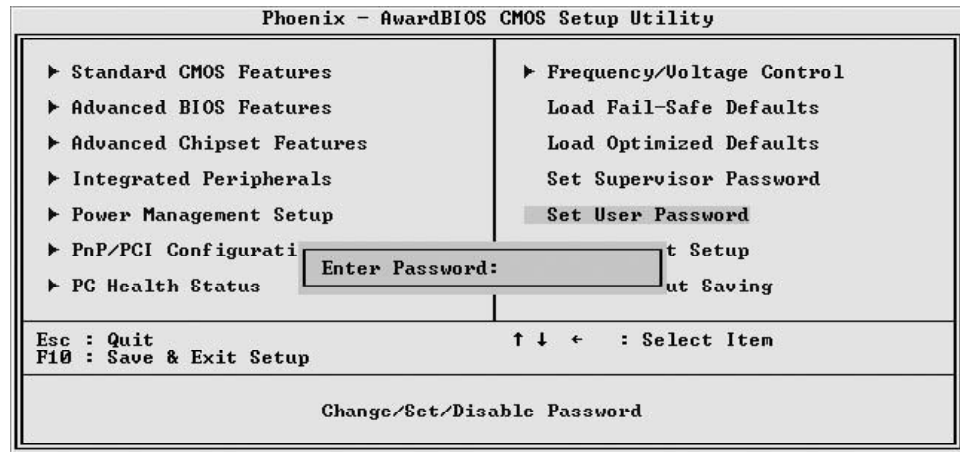 Phoenix - AwardBIOS CMOS Setup Utility
▶ Standard CMOS Features
▶ Advanced BIOS Features
▶ Advanced Chipset Features
▶ Integrated Peripherals
▶ Power Management Setup
▶ PnP/PCI Configurati
▶ PC Health Status
▶ Frequency/Voltage Control
Load Fail-Safe Defaults
Load Optimized Defaults
Set Supervisor Password
Set User Password
t Setup
ut Saving
Enter Password:
Esc : Quit
F10 : Save & Exit Setup
↑ ↓ ← : Select Item
Change/Set/Disable Password